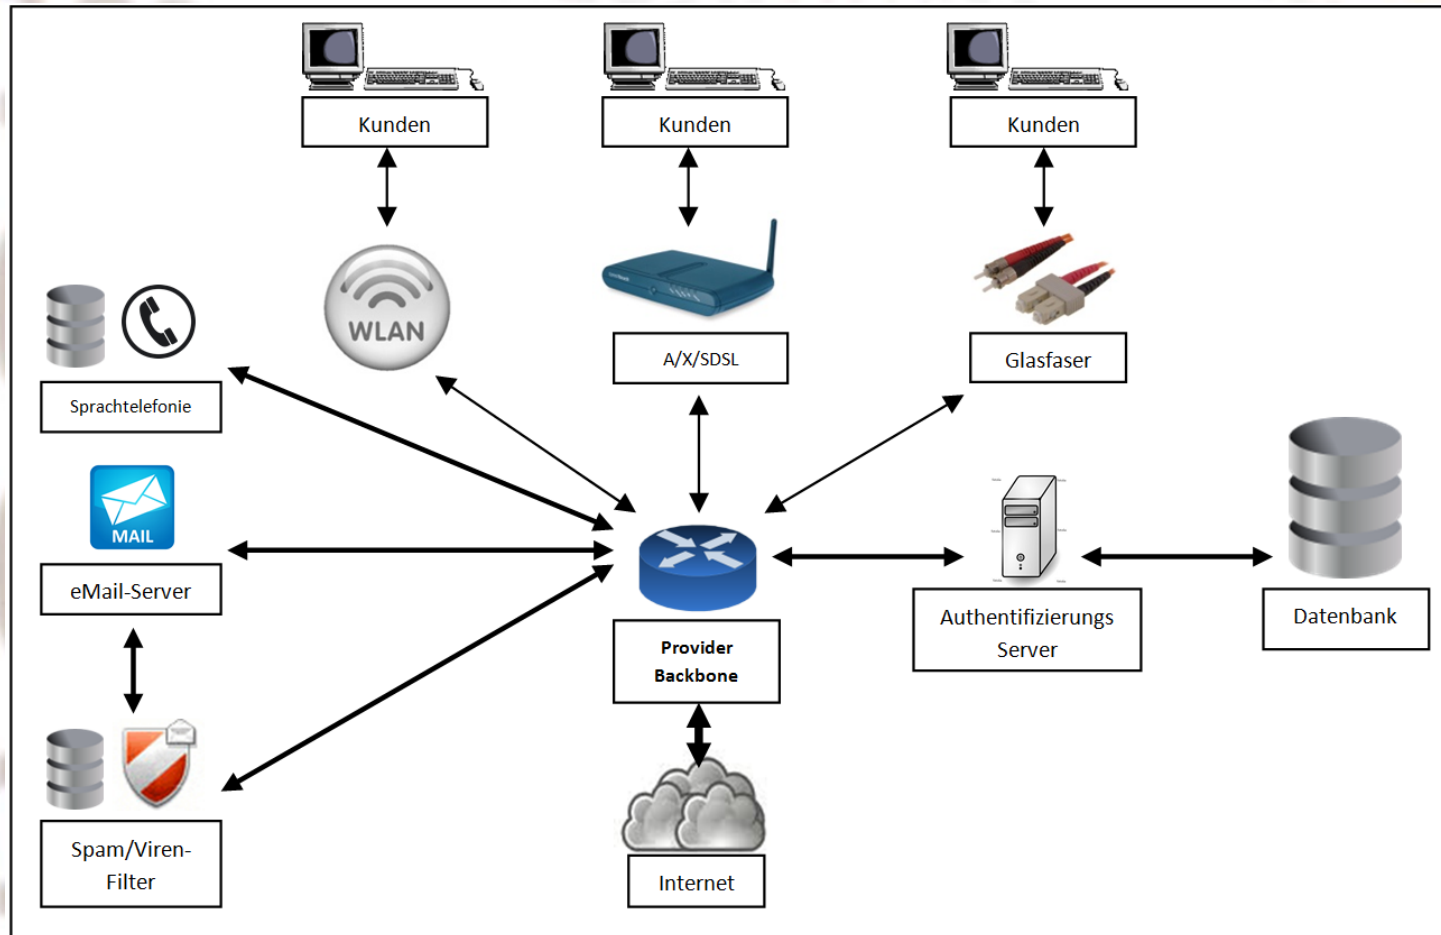 Kunden
Kunden
Kunden
WLAN
A/X/SDSL
Glasfaser
Sprachtelefonie
MAIL
eMail-Server
Provider
Backbone
Authentifizierungs
Server
Datenbank
Spam/Viren-
Filter
Internet